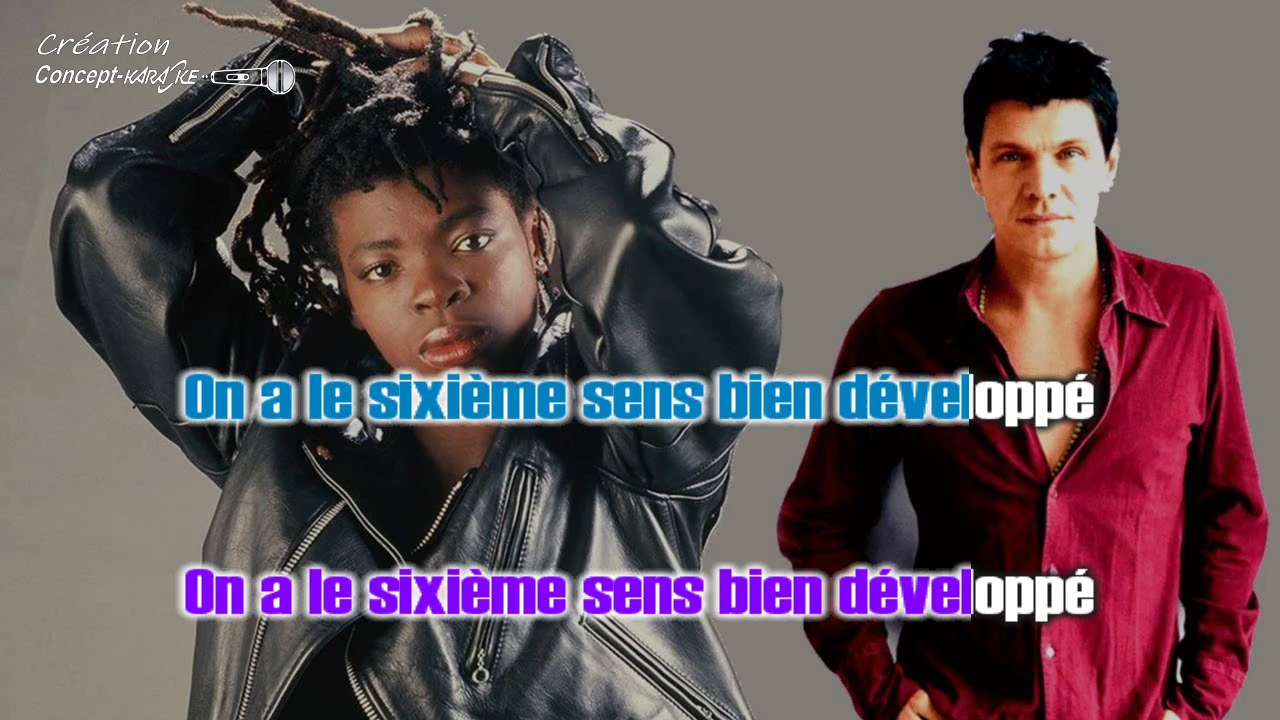 Création
Concept-KARAOKE
On a le sixième sens bien développé
On a le sixième sens bien développé